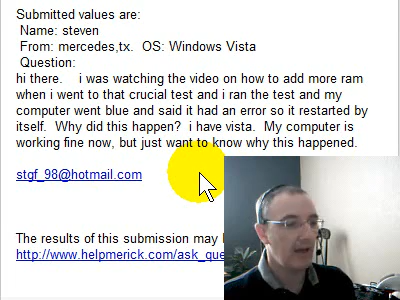 Submitted values are:
Name: steven
From: mercedes,tx.  OS: Windows Vista
Question:
hi there.    i was watching the video on how to add more ram
when i went to that crucial test and i ran the test and my
computer went blue and said it had an error so it restarted by
itself.  Why did this happen?  i have vista.  My computer is
working fine now, but just want to know why this happened.
stgf_98@hotmail.com
The results of this submission may
http://www.helpmerick.com/ask_que